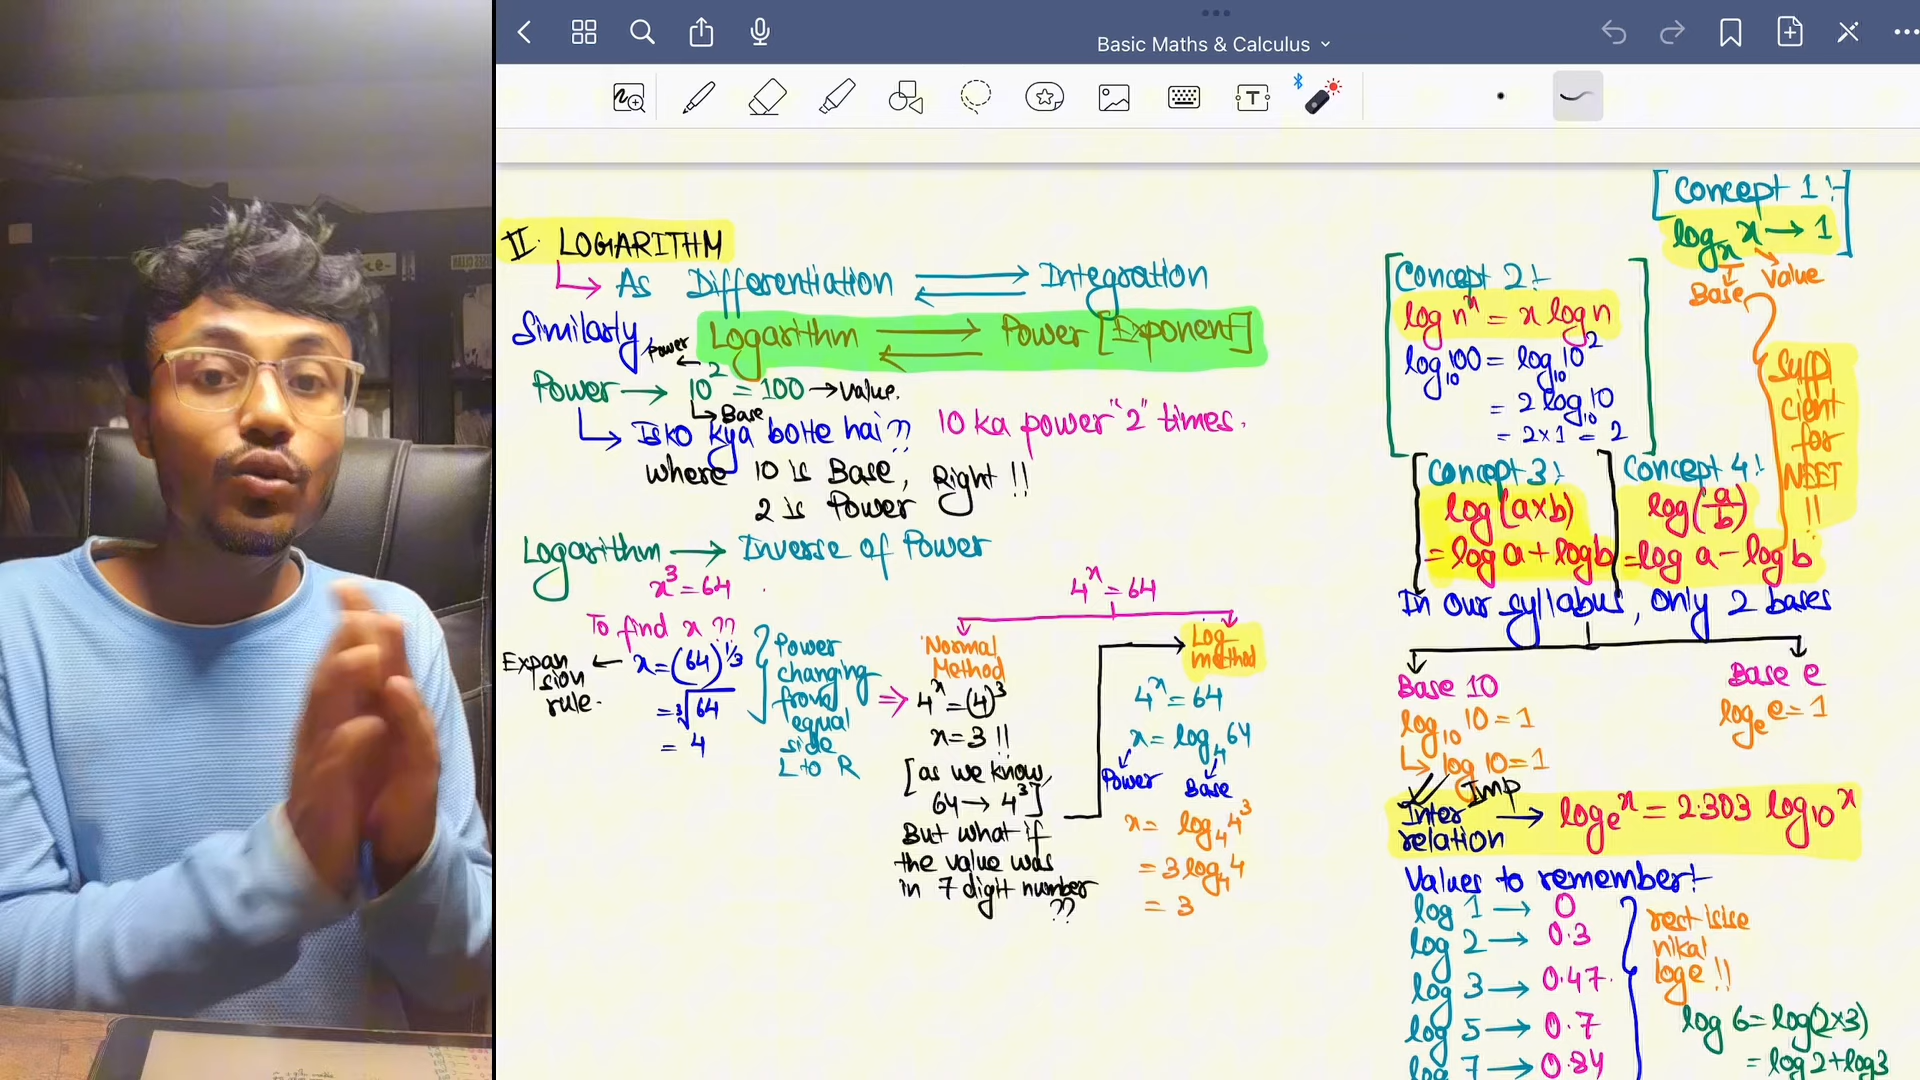 Basic Maths & Calculus
II. LOGARITHM
As Differentiation Integration
Similarly, Logarithm Power [Exponent]
power
Power → 10² = 100 → Value.
Base
Isko kya bolte hai ?? 10 ka power "2" times.
where 10 is Base, Right !!
2 is Power
Logarithm → Inverse of Power
x³ = 64
To find x ??
Expan
sion
rule.
x = (64)^1/3
= ³√64
= 4
Power
changing
from
equal
side
L to R
4^x = 64
Normal
Method
4^x = (4)³
x = 3 !!
[as we know,
64 → 4³]
But what if
the value was
in 7 digit number
??
Log
method
4^x = 64
x = log₄ 64
Power Base
x = log₄ 4³
= 3 log₄ 4
= 3
[Concept 1 :-
logₓ x → 1
Base Value
Suffi
cient
for
NEET
!!
Concept 2 :-
log n^x = x log n
log₁₀ 100 = log₁₀ 10²
= 2 log₁₀ 10
= 2×1 = 2
Concept 3 :-
log (a×b)
= log a + log b
Concept 4 :-
log (a/b)
= log a - log b
In our syllabus, only 2 bases
Base 10
log₁₀ 10 = 1
log 10 = 1
Base e
logₑ e = 1
Imp
Inter
relation → logₑ x = 2.303 log₁₀ x
Values to remember :-
log 1 → 0
log 2 → 0.3
log 3 → 0.47
log 5 → 0.7
log 7 → 0.84
rest isise
nikal
loge !!
log 6 = log(2×3)
= log 2 + log 3